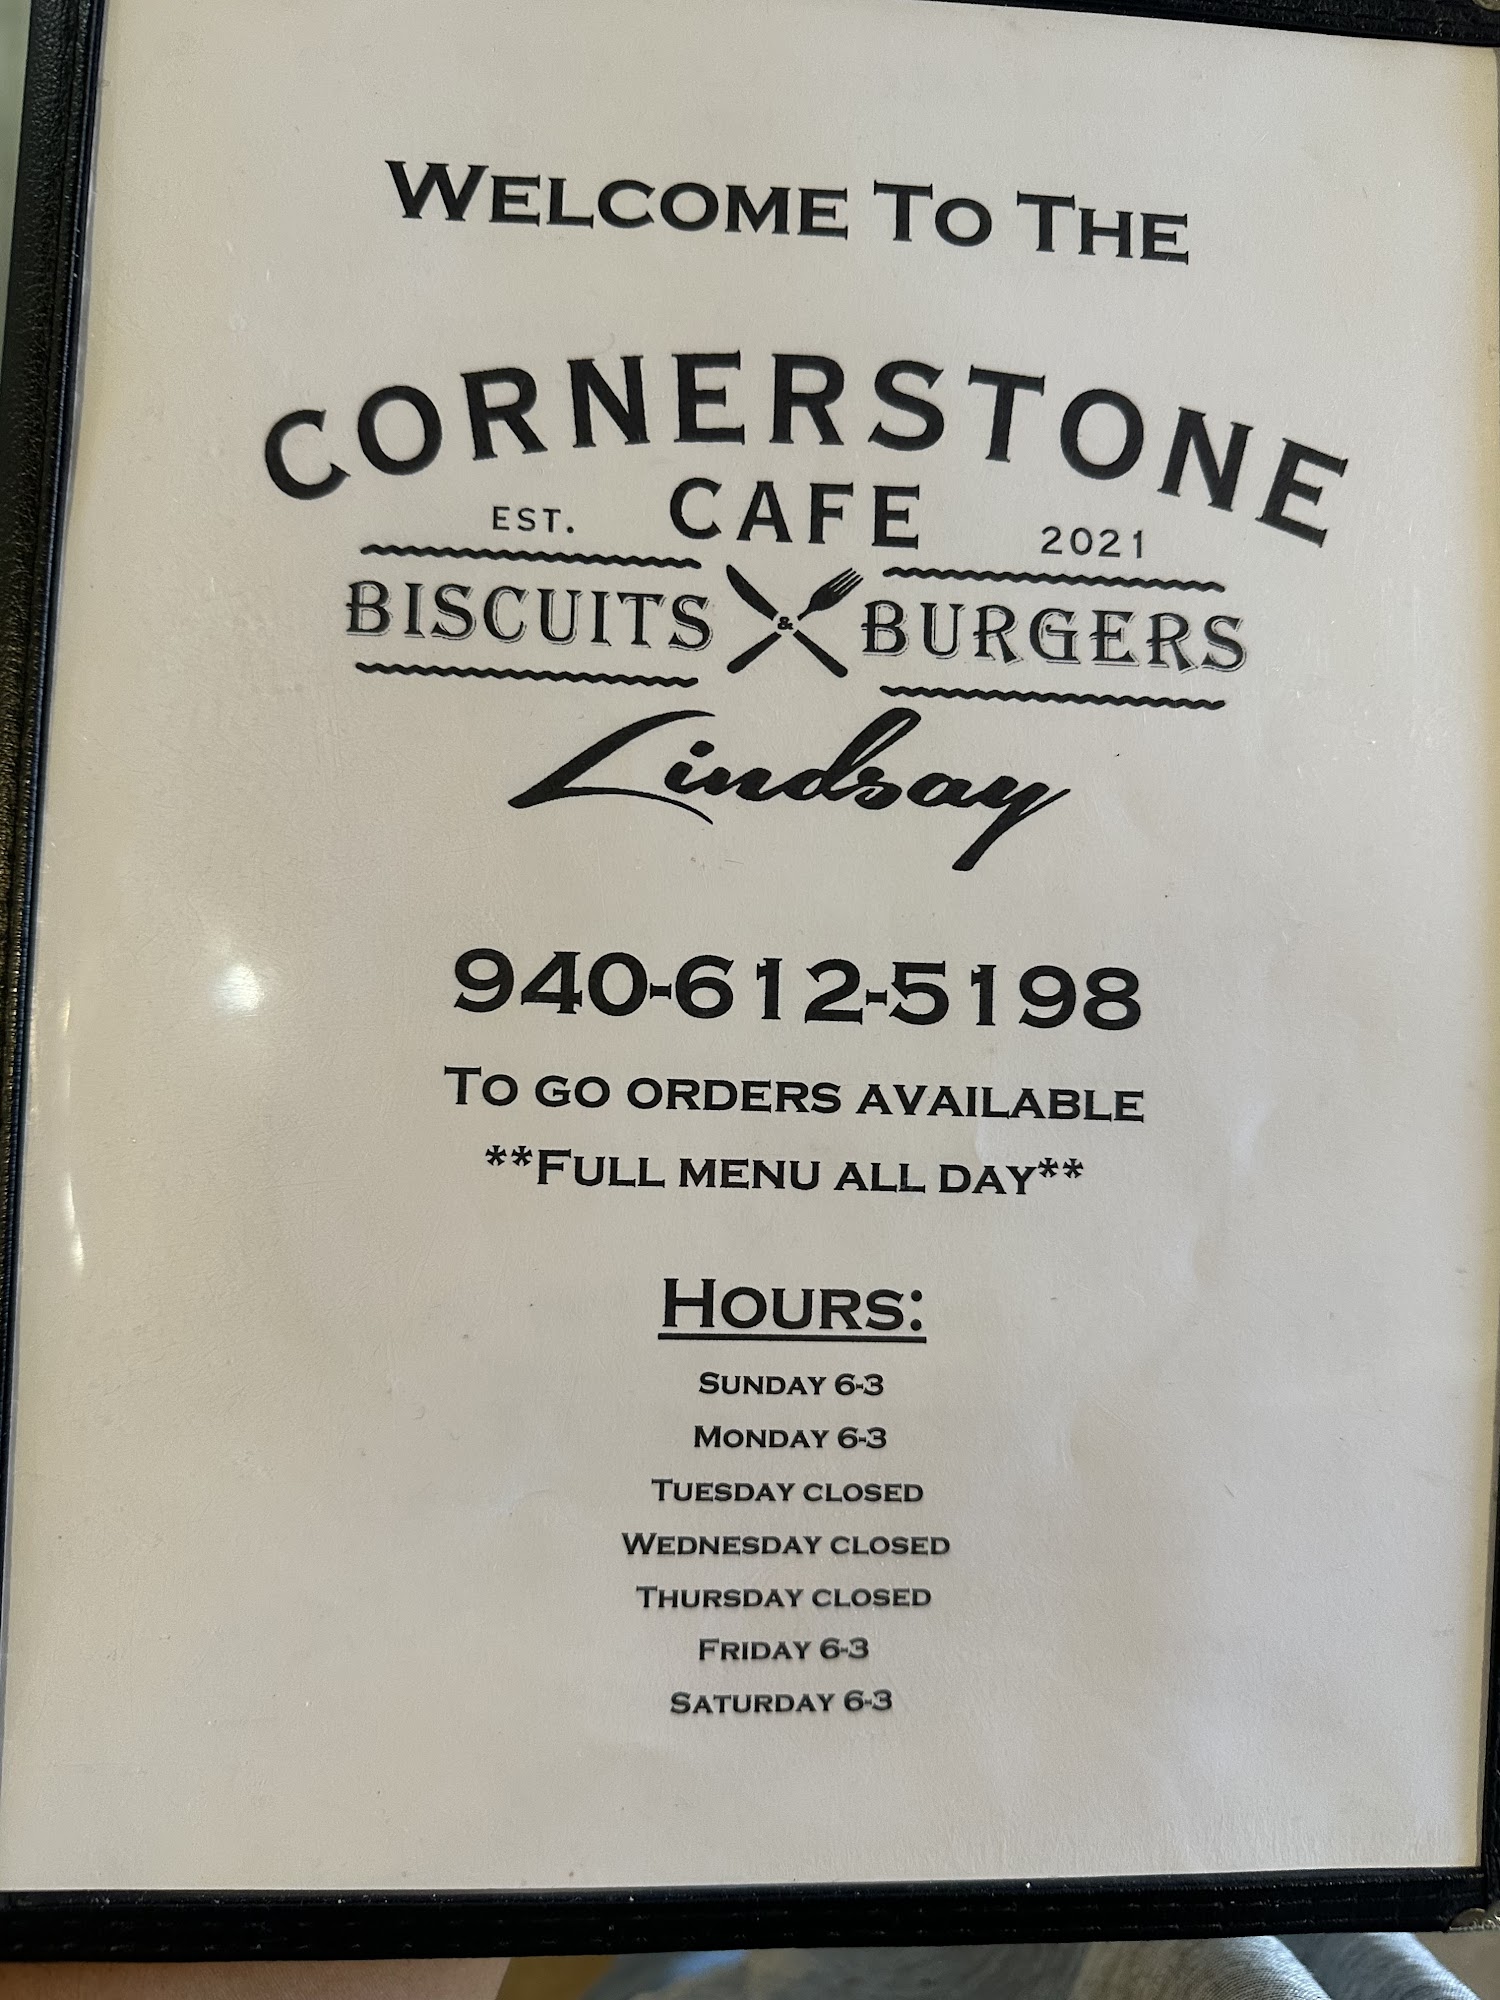 Welcome To The
CORNERSTONE
CAFE
EST. 2021
BISCUITS & BURGERS
Lindsay
940-612-5198
To go orders available
**Full menu all day**
Hours:
Sunday 6-3
Monday 6-3
Tuesday closed
Wednesday closed
Thursday closed
Friday 6-3
Saturday 6-3